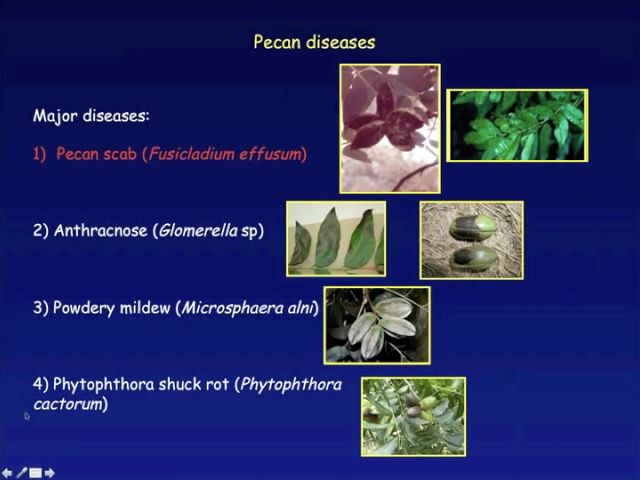 Pecan diseases
Major diseases:
1) Pecan scab (Fusicladium effusum)
2) Anthracnose (Glomerella sp)
3) Powdery mildew (Microsphaera alni)
4) Phytophthora shuck rot (Phytophthora
cactorum)